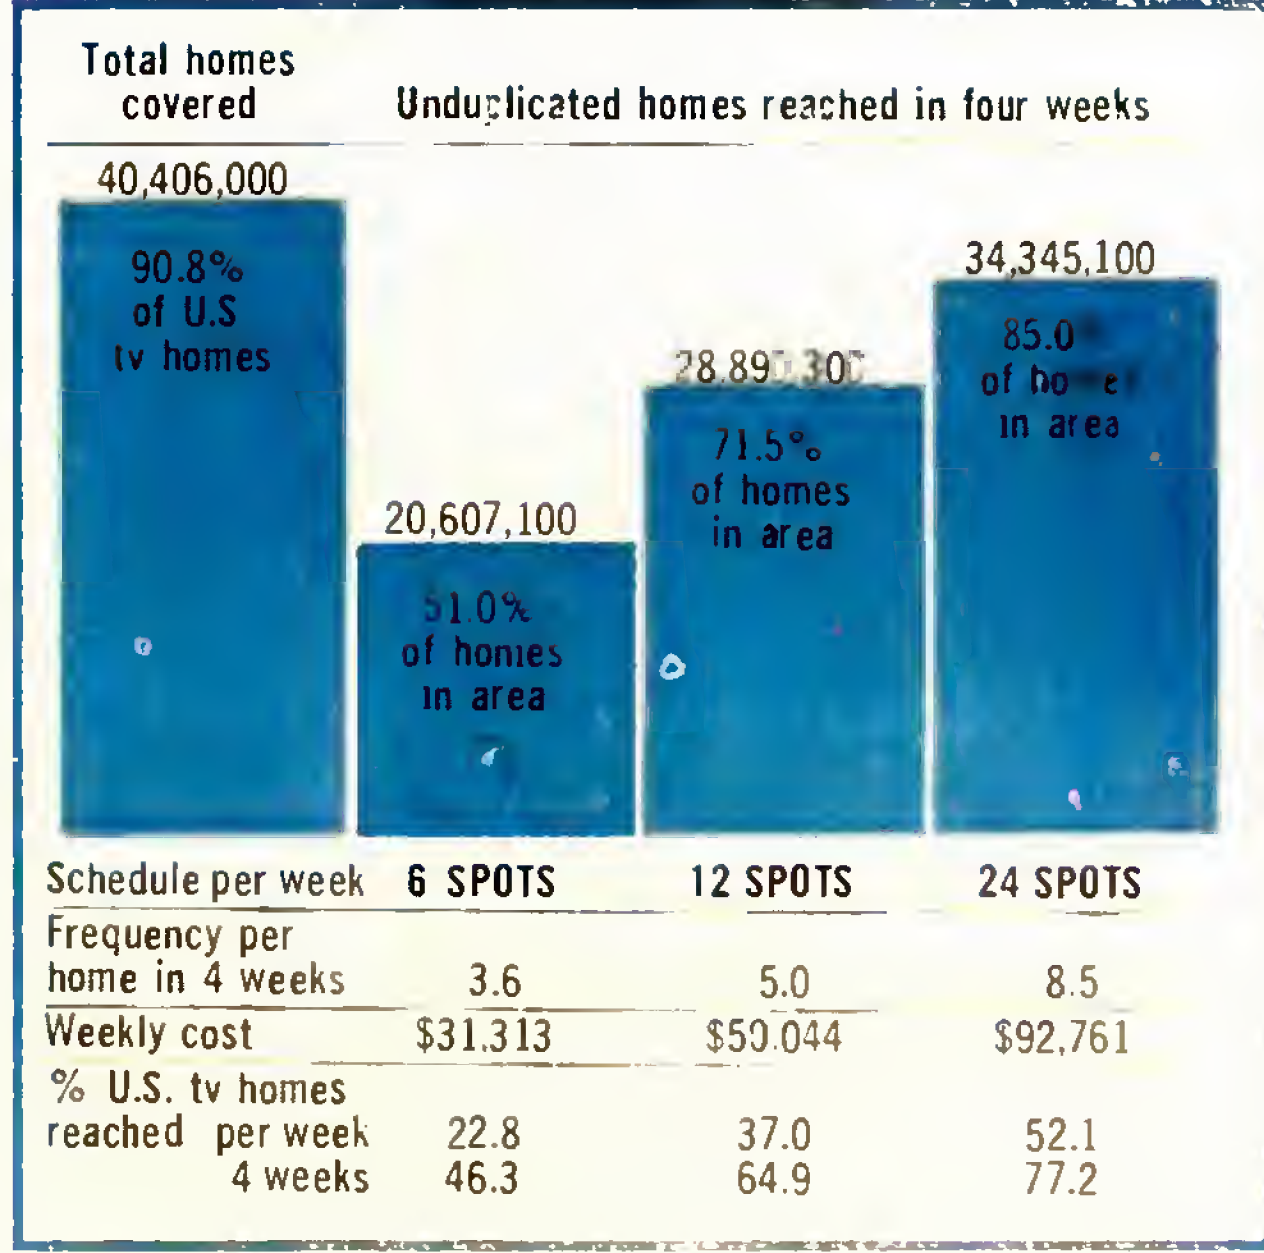 Total homes
covered
Unduplicated homes reached in four weeks
40,406,000
90.8%
of U.S
tv homes
20,607,100
51.0%
of homes
in area
71.5%
of homes
in area
34,345,100
85.0
of homes
in area
Schedule per week 6 SPOTS 12 SPOTS 24 SPOTS
Frequency per
home in 4 weeks 3.6 5.0 8.5
Weekly cost $31,313 $50,044 $92,761
% U.S. tv homes
reached per week 22.8 37.0 52.1
4 weeks 46.3 64.9 77.2